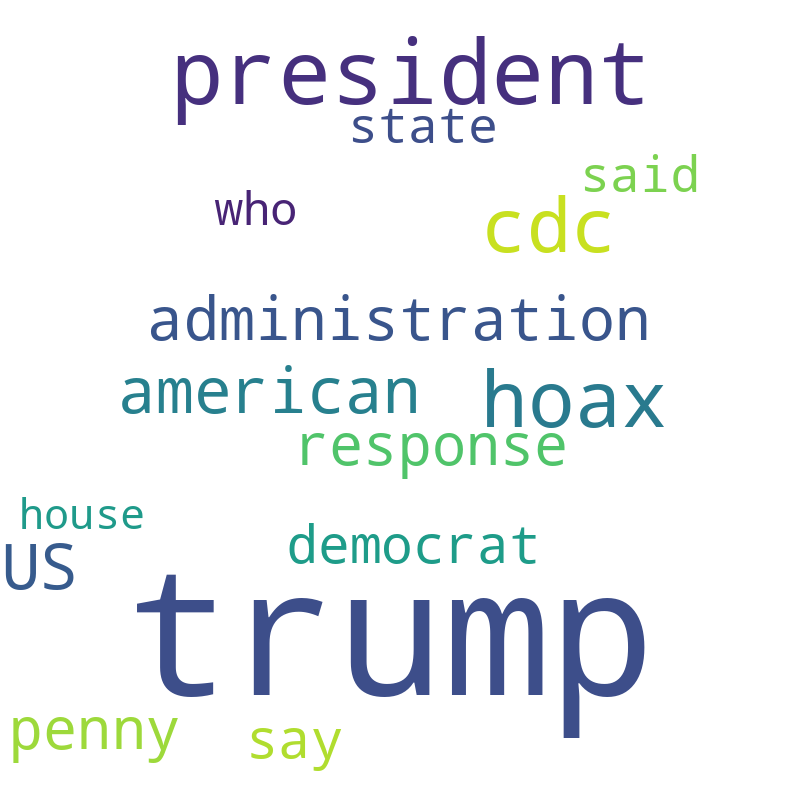 president
state
said
who
cdc
administration
american
hoax
response
house
democrat
US
trump
penny
say